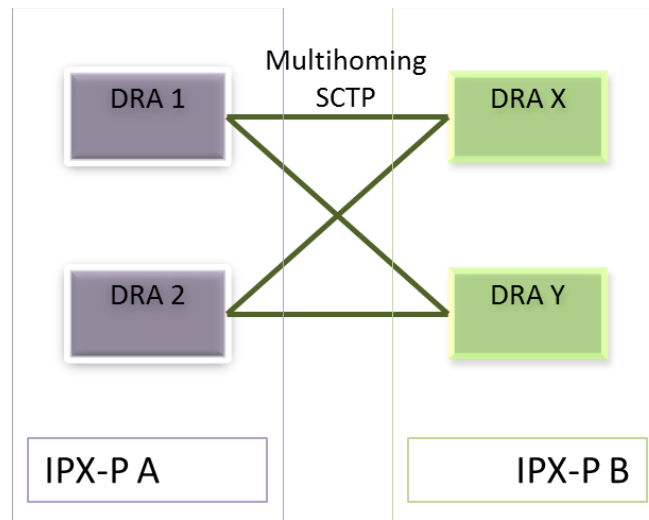 Multihoming
SCTP
DRA 1
DRA X
DRA 2
DRA Y
IPX-P A
IPX-P B